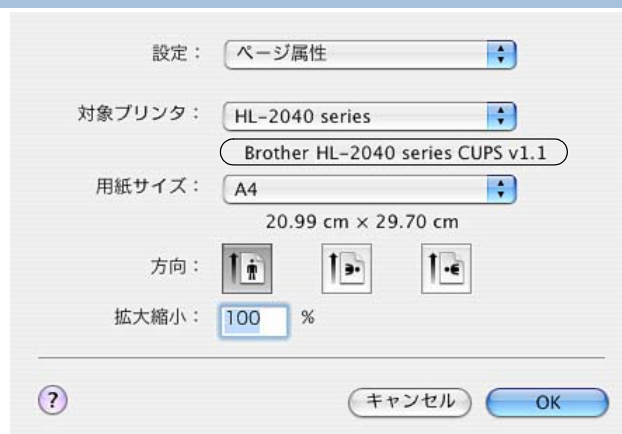 設定： ページ属性
対象プリンタ： HL-2040 series
Brother HL-2040 series CUPS v1.1
用紙サイズ： A4
20.99 cm × 29.70 cm
方向：
拡大縮小： 100 %
? キャンセル OK